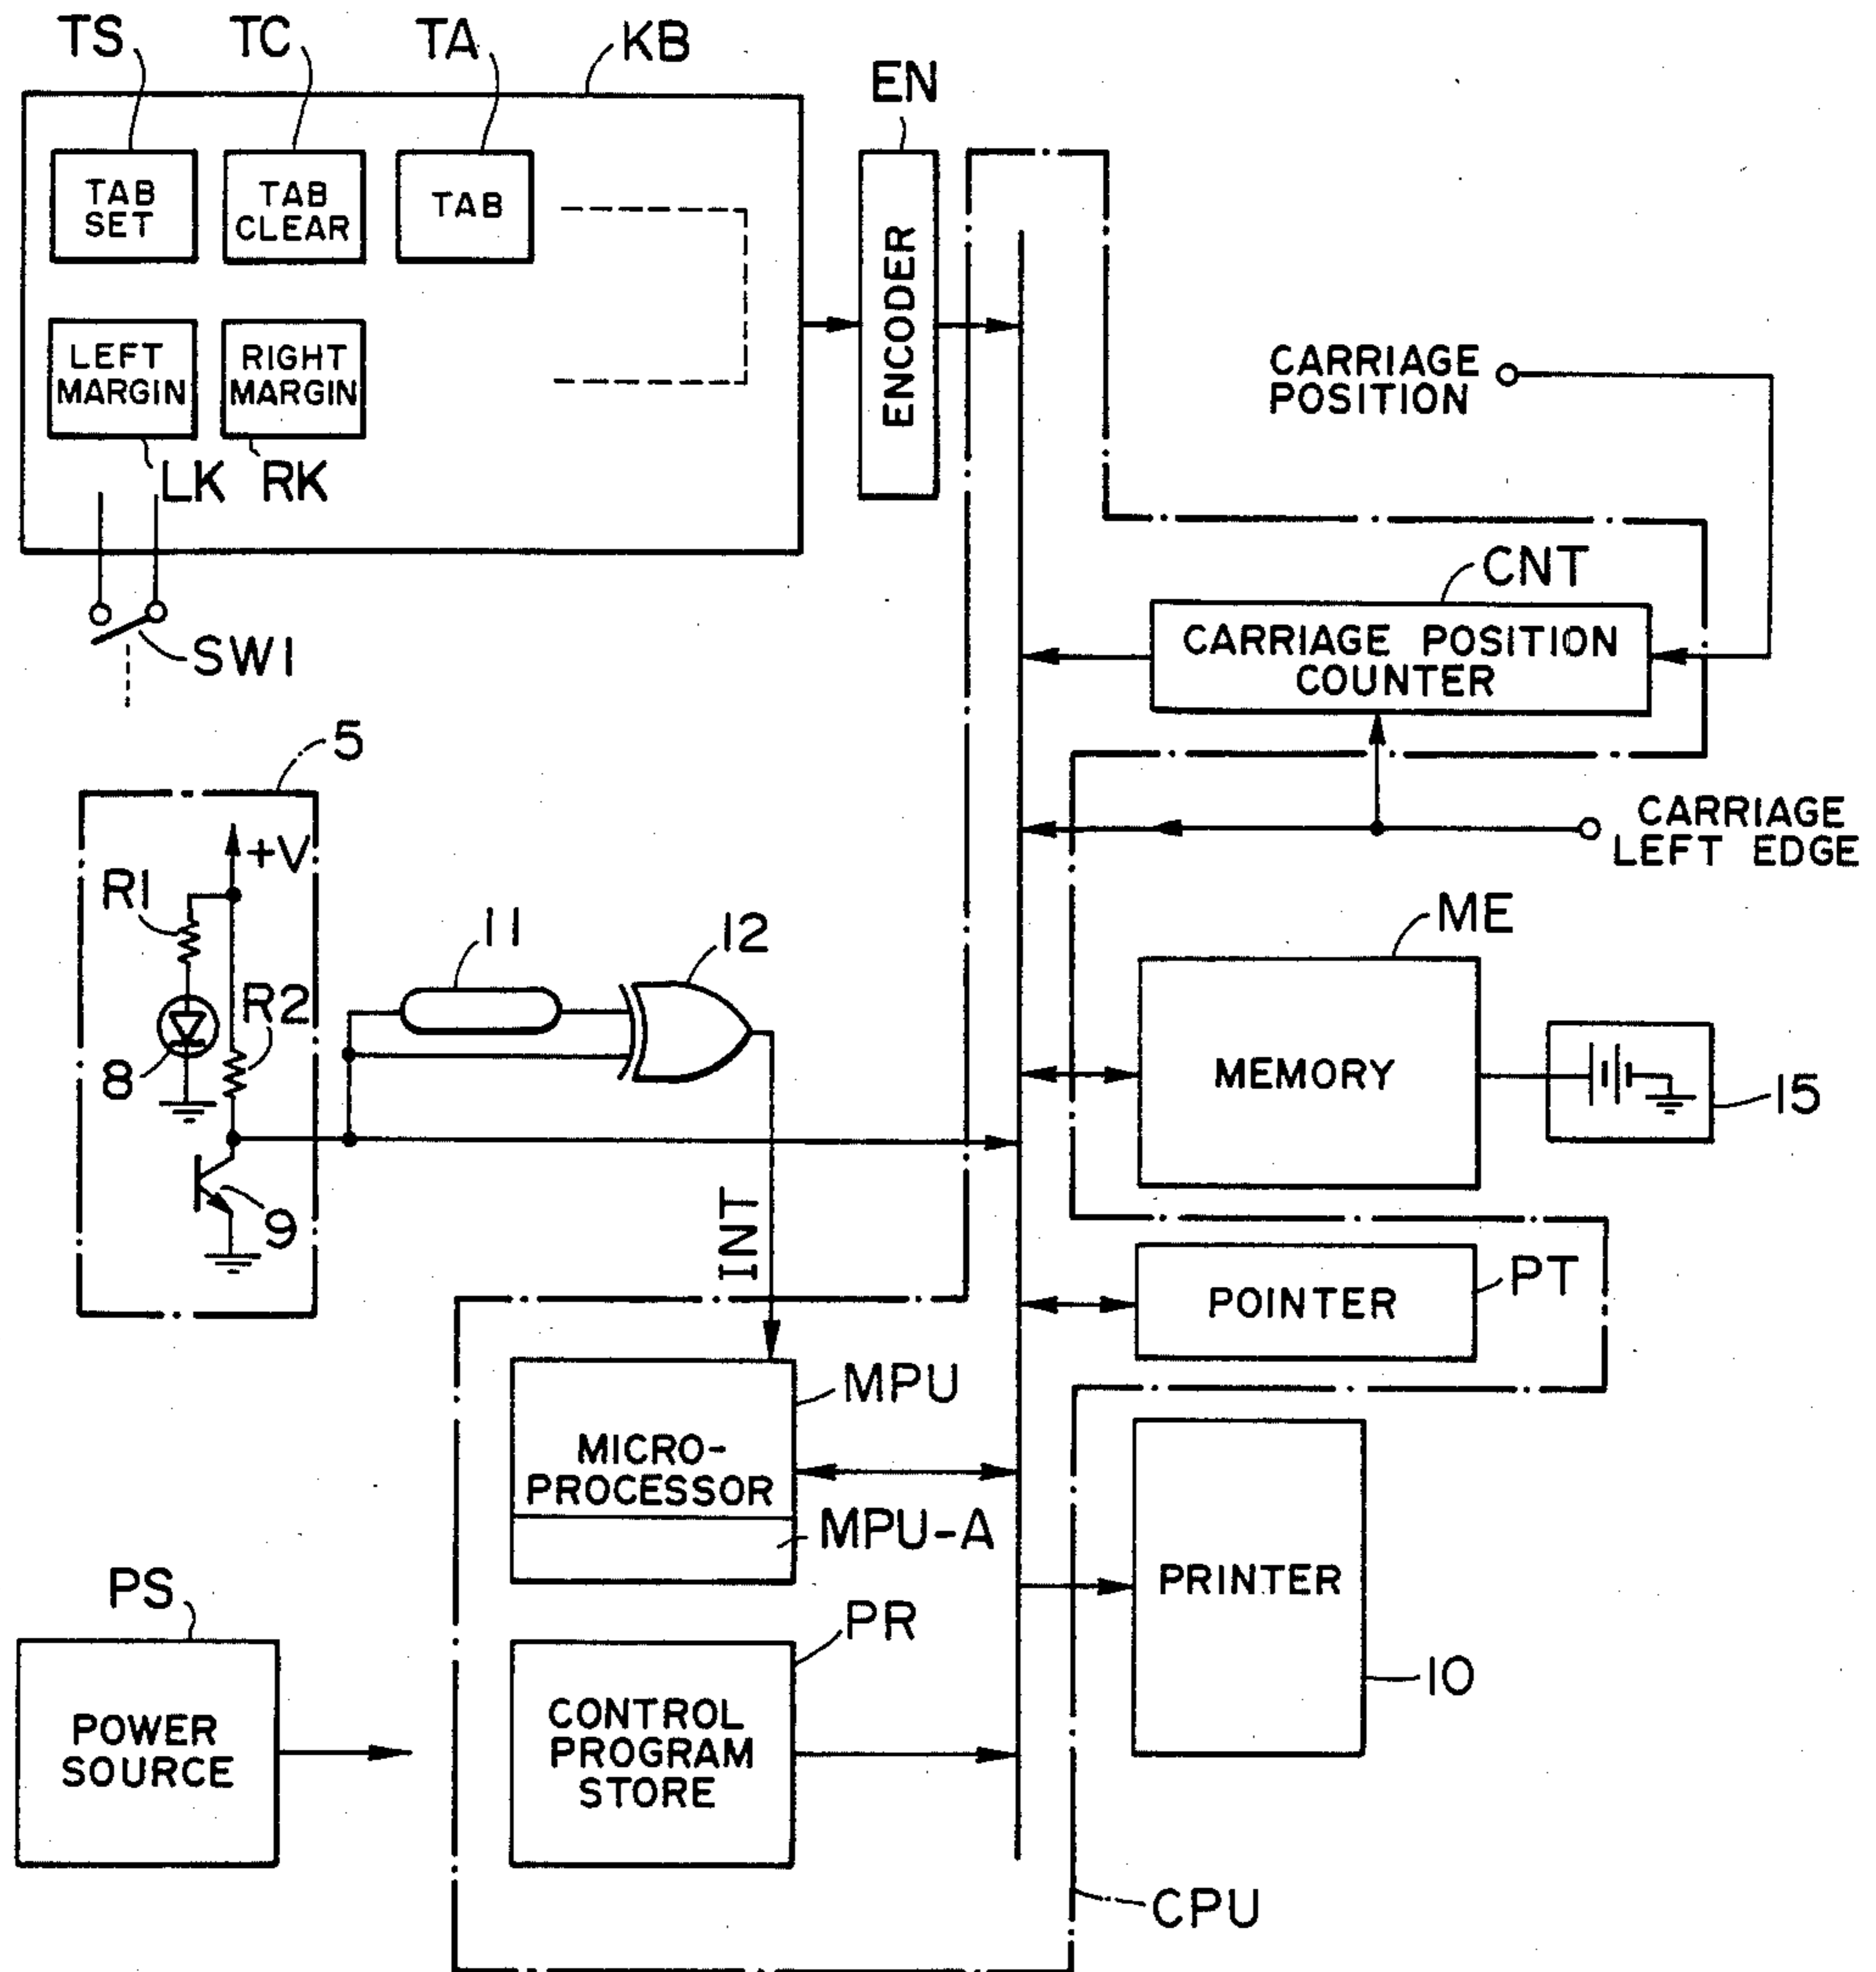 TS
TC
TA
KB
EN
TAB
SET
TAB
CLEAR
TAB
LEFT
MARGIN
RIGHT
MARGIN
LK
RK
SW1
ENCODER
CARRIAGE
POSITION
CNT
CARRIAGE POSITION
COUNTER
CARRIAGE
LEFT EDGE
5
+V
R1
R2
8
9
11
12
INT
ME
MEMORY
15
POINTER
PT
MPU
MICRO-
PROCESSOR
MPU-A
PRINTER
10
PS
POWER
SOURCE
PR
CONTROL
PROGRAM
STORE
CPU